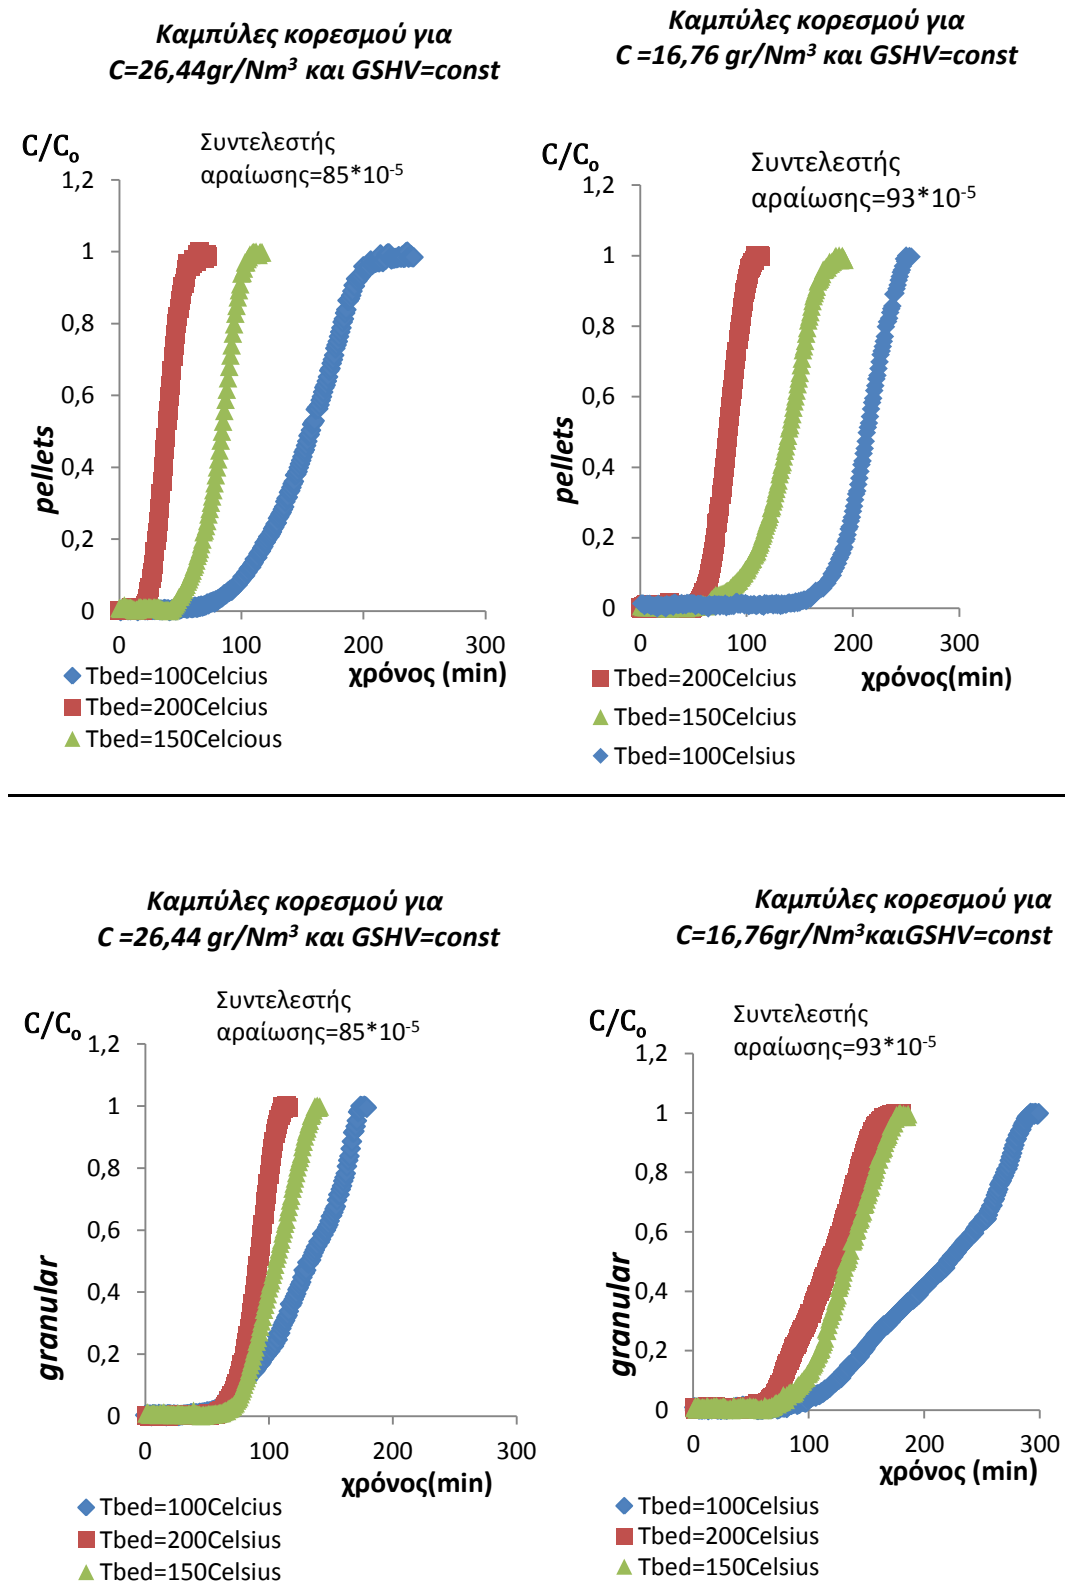 Καμπύλες κορεσμού για
C=26,44gr/Nm³ και GSHV=const
C/Cₒ
Συντελεστής
αραίωσης=85*10⁻⁵
1,2
1
0,8
0,6
0,4
0,2
0
pellets
0 100 200 300
χρόνος (min)
Tbed=100Celcius
Tbed=200Celcius
Tbed=150Celcious
Καμπύλες κορεσμού για
C =16,76 gr/Nm³ και GSHV=const
C/Cₒ
Συντελεστής
αραίωσης=93*10⁻⁵
1,2
1
0,8
0,6
0,4
0,2
0
pellets
0 100 200 300
χρόνος(min)
Tbed=200Celcius
Tbed=150Celcius
Tbed=100Celsius
Καμπύλες κορεσμού για
C =26,44 gr/Nm³ και GSHV=const
C/Cₒ
Συντελεστής
αραίωσης=85*10⁻⁵
1,2
1
0,8
0,6
0,4
0,2
0
granular
0 100 200 300
χρόνος(min)
Tbed=100Celcius
Tbed=200Celsius
Tbed=150Celsius
Καμπύλες κορεσμού για
C=16,76gr/Nm³καιGSHV=const
C/Cₒ
Συντελεστής
αραίωσης=93*10⁻⁵
1,2
1
0,8
0,6
0,4
0,2
0
granular
0 100 200 300
χρόνος (min)
Tbed=100Celsius
Tbed=200Celsius
Tbed=150Celsius